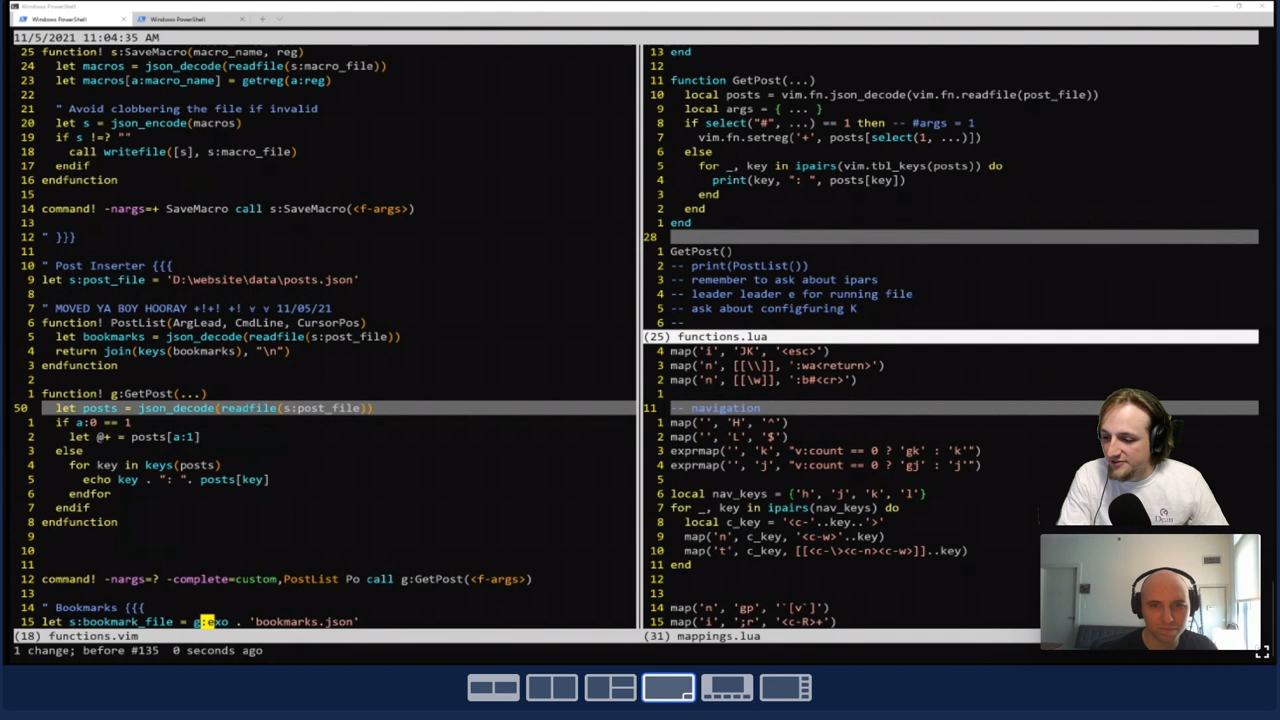 Windows PowerShell
Windows PowerShell
11/5/2021 11:04:35 AM
25 function! s:SaveMacro(macro_name, reg)
24 let macros = json_decode(readfile(s:macro_file))
23 let macros[a:macro_name] = getreg(a:reg)
22
21 " Avoid clobbering the file if invalid
20 let s = json_encode(macros)
19 if s !=? ""
18 call writefile([s], s:macro_file)
17 endif
16 endfunction
15
14 command! -nargs=+ SaveMacro call s:SaveMacro(<f-args>)
13
12 " }}}
11
10 " Post Inserter {{{
9 let s:post_file = 'D:\website\data\posts.json'
8
7 " MOVED YA BOY HOORAY +!+! +! v v 11/05/21
6 function! PostList(ArgLead, CmdLine, CursorPos)
5 let bookmarks = json_decode(readfile(s:post_file))
4 return join(keys(bookmarks), "\n")
3 endfunction
2
1 function! g:GetPost(...)
50 let posts = json_decode(readfile(s:post_file))
1 if a:0 == 1
2 let @+ = posts[a:1]
3 else
4 for key in keys(posts)
5 echo key . ": ". posts[key]
6 endfor
7 endif
8 endfunction
9
10
11
12 command! -nargs=? -complete=custom,PostList Po call g:GetPost(<f-args>)
13
14 " Bookmarks {{{
15 let s:bookmark_file = g:exo . 'bookmarks.json'
(18) functions.vim
1 change; before #135 0 seconds ago
13 end
12
11 function GetPost(...)
10 local posts = vim.fn.json_decode(vim.fn.readfile(post_file))
9 local args = { ... }
8 if select("#", ...) == 1 then -- #args = 1
7 vim.fn.setreg('+', posts[select(1, ...)])
6 else
5 for _, key in ipairs(vim.tbl_keys(posts)) do
4 print(key, ": ", posts[key])
3 end
2 end
1 end
28
1 GetPost()
2 -- print(PostList())
3 -- remember to ask about ipars
4 -- leader leader e for running file
5 -- ask about configfuring K
6 --
(25) functions.lua
4 map('i', 'JK', '<esc>')
3 map('n', [[\\]], ':wa<return>')
2 map('n', [[\w]], ':b#<cr>')
1
11 -- navigation
1 map('', 'H', '^')
2 map('', 'L', '$')
3 exprmap('', 'k', "v:count == 0 ? 'gk' : 'k'")
4 exprmap('', 'j', "v:count == 0 ? 'gj' : 'j'")
5
6 local nav_keys = {'h', 'j', 'k', 'l'}
7 for _, key in ipairs(nav_keys) do
8 local c_key = '<c-'..key..'>'
9 map('n', c_key, '<c-w>'..key)
10 map('t', c_key, [[<c-\><c-n><c-w>]]..key)
11 end
12
13
14 map('n', 'gp', '`[v`]')
15 map('i', ';r', '<c-R>+')
(31) mappings.lua
Dean